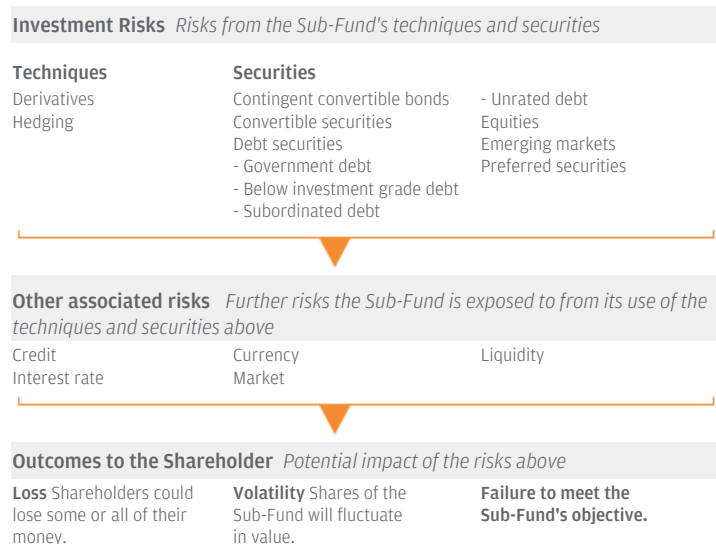 Investment Risks Risks from the Sub-Fund's techniques and securities
Techniques
Derivatives
Hedging
Securities
Contingent convertible bonds
Convertible securities
Debt securities
- Government debt
- Below investment grade debt
- Subordinated debt
- Unrated debt
Equities
Emerging markets
Preferred securities
Other associated risks Further risks the Sub-Fund is exposed to from its use of the
techniques and securities above
Credit
Interest rate
Currency
Market
Liquidity
Outcomes to the Shareholder Potential impact of the risks above
Loss Shareholders could
lose some or all of their
money.
Volatility Shares of the
Sub-Fund will fluctuate
in value.
Failure to meet the
Sub-Fund's objective.